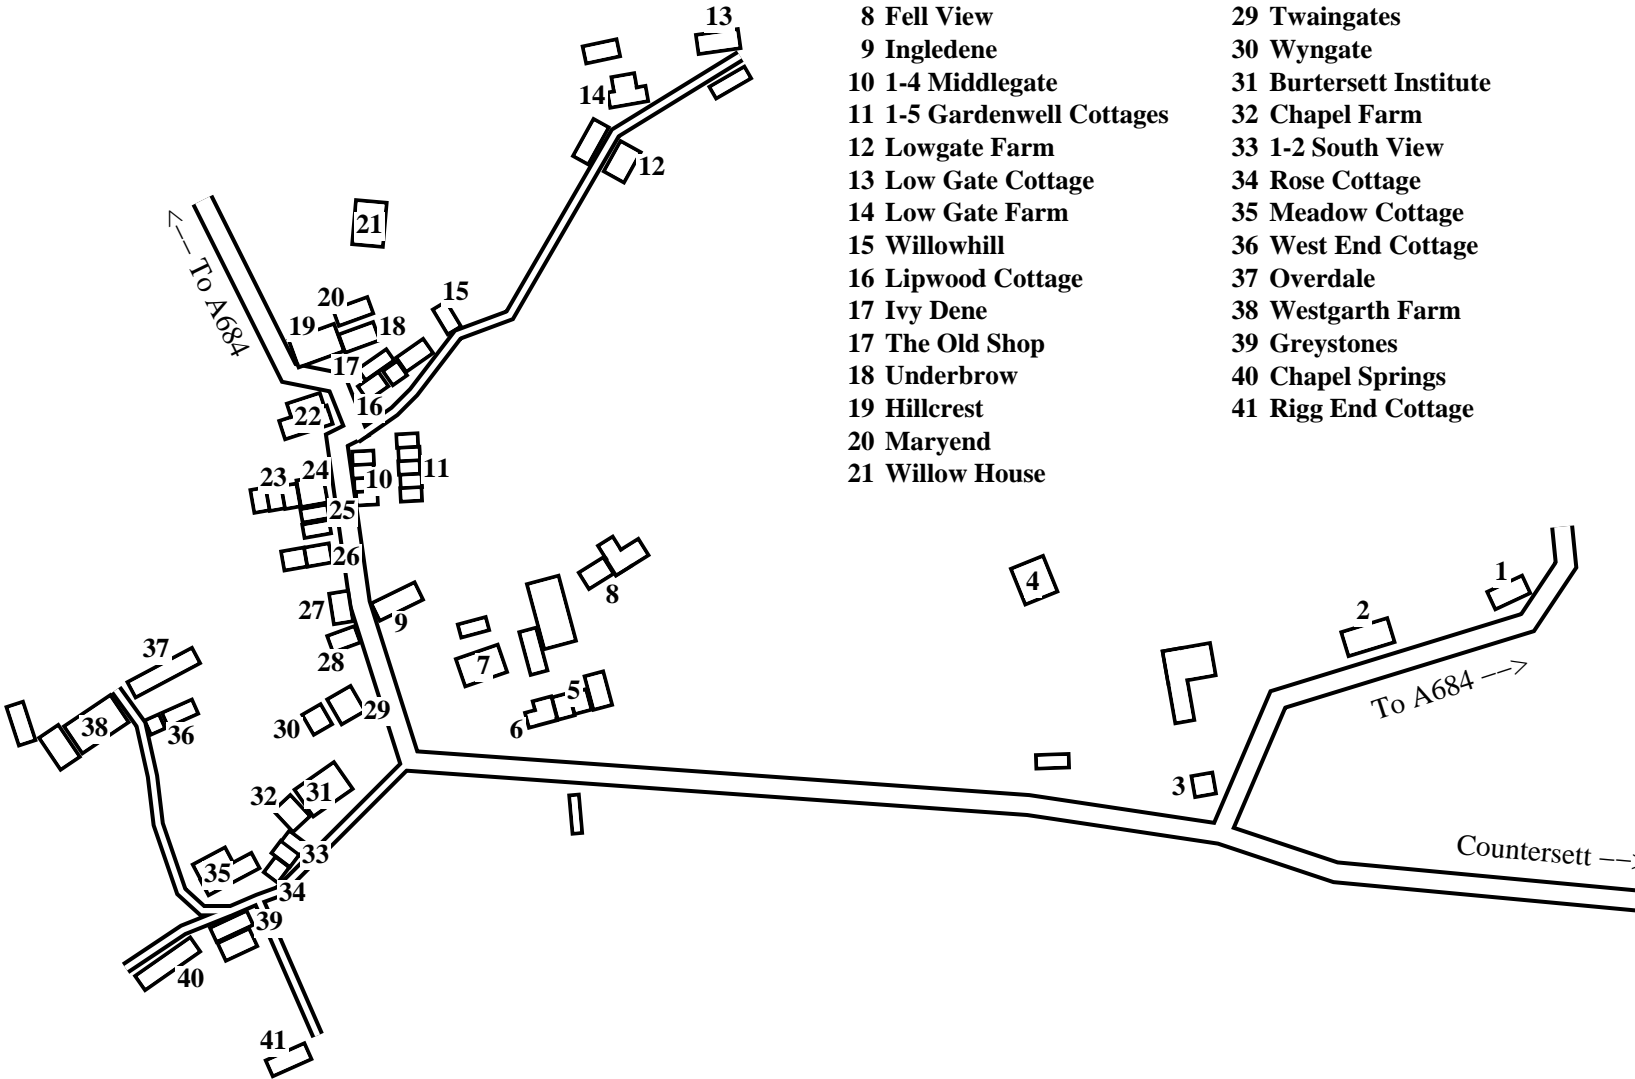 8 Fell View
9 Ingledene
10 1-4 Middlegate
11 1-5 Gardenwell Cottages
12 Lowgate Farm
13 Low Gate Cottage
14 Low Gate Farm
15 Willowhill
16 Lipwood Cottage
17 Ivy Dene
17 The Old Shop
18 Underbrow
19 Hillcrest
20 Maryend
21 Willow House
29 Twaingates
30 Wyngate
31 Burtersett Institute
32 Chapel Farm
33 1-2 South View
34 Rose Cottage
35 Meadow Cottage
36 West End Cottage
37 Overdale
38 Westgarth Farm
39 Greystones
40 Chapel Springs
41 Rigg End Cottage
13
14
12
21
<-- To A684
20
15
19
18
17
16
22
23
24
11
10
25
26
4
1
8
27
9
2
28
37
7
To A684 -->
5
29
30
6
38
36
3
32
31
33
Countersett -->
35
34
39
40
41